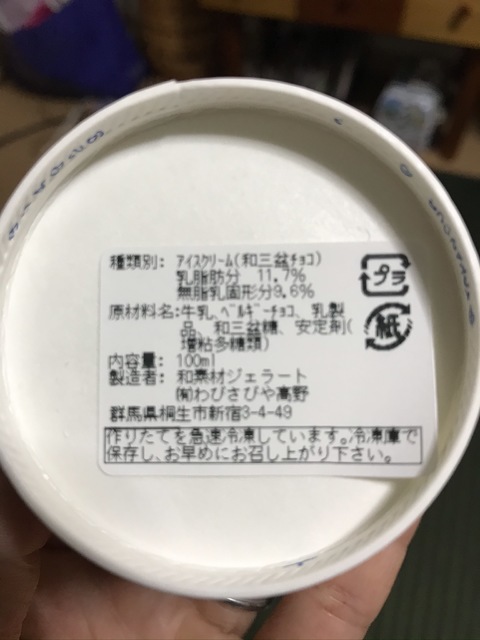 種類別: アイスクリーム(和三盆チョコ)
乳脂肪分 11.7%
無脂乳固形分9.6%
原材料名:牛乳、ベルギーチョコ、乳製
品、和三盆糖、安定剤(
増粘多糖類)
内容量: 100ml
製造者: 和素材ジェラート
㈲わびさびや高野
群馬県桐生市新宿3-4-49
作りたてを急速冷凍しています。冷凍庫で
保存し、お早めにお召し上がり下さい。
プラ
紙